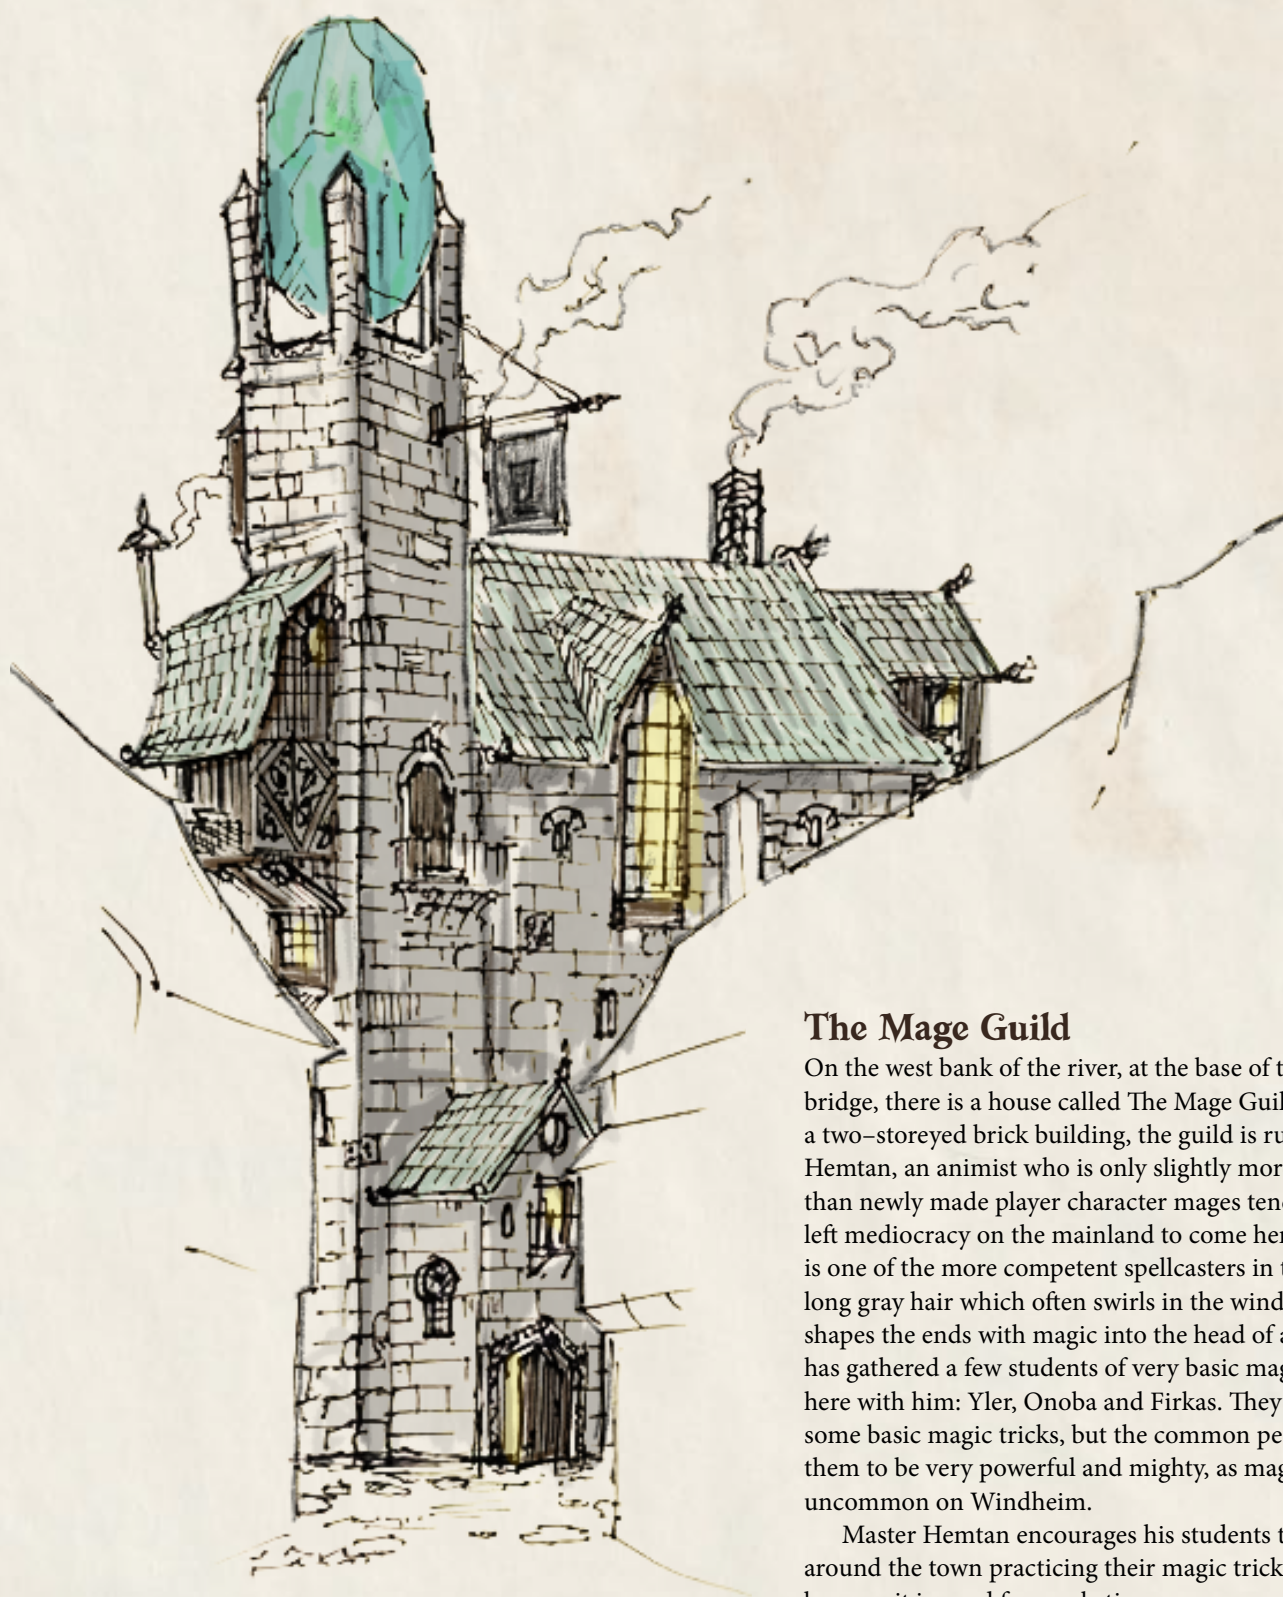 The Mage Guild
On the west bank of the river, at the base of
bridge, there is a house called The Mage
a two–storeyed brick building, the guild is
Hemtan, an animist who is only slightly
than newly made player character mages
left mediocracy on the mainland to come
is one of the more competent spellcasters in
long gray hair which often swirls in the wind
shapes the ends with magic into the head of
has gathered a few students of very basic
here with him: Yler, Onoba and Firkas. They
some basic magic tricks, but the common
them to be very powerful and mighty, as
uncommon on Windheim.
Master Hemtan encourages his students
around the town practicing their magic